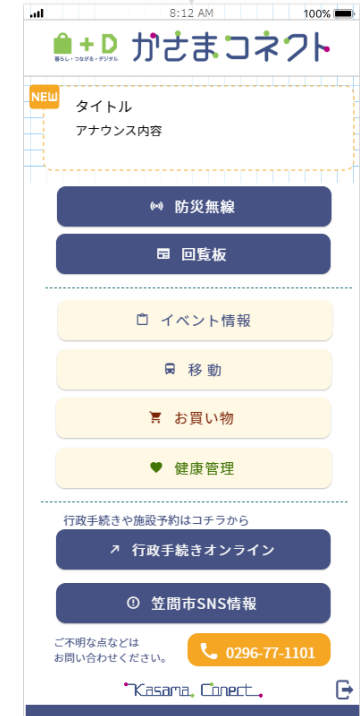 8:12 AM 100%
+D かさまコネクト
暮らし・つながる・デジタル
NEW
タイトル
アナウンス内容
防災無線
回覧板
イベント情報
移動
お買い物
健康管理
行政手続きや施設予約はコチラから
行政手続きオンライン
笠間市SNS情報
ご不明な点などは
お問い合わせください。
0296-77-1101
Kasama Conect